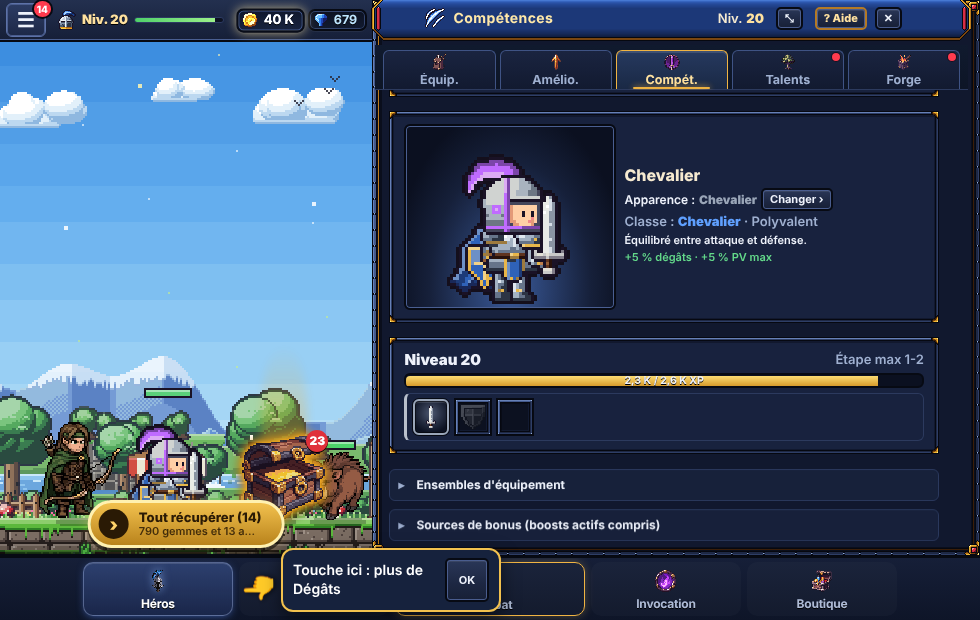 14
Niv. 20
40 K
679
Compétences
Niv. 20
? Aide
Équip.
Amélio.
Compét.
Talents
Forge
Chevalier
Apparence : Chevalier
Changer ›
Classe : Chevalier · Polyvalent
Équilibré entre attaque et défense.
+5 % dégâts · +5 % PV max
Niveau 20
Étape max 1-2
2,3 K / 2,6 K XP
Ensembles d'équipement
Sources de bonus (boosts actifs compris)
23
Tout récupérer (14)
790 gemmes et 13 a...
Touche ici : plus de
Dégâts
OK
Héros
Invocation
Boutique